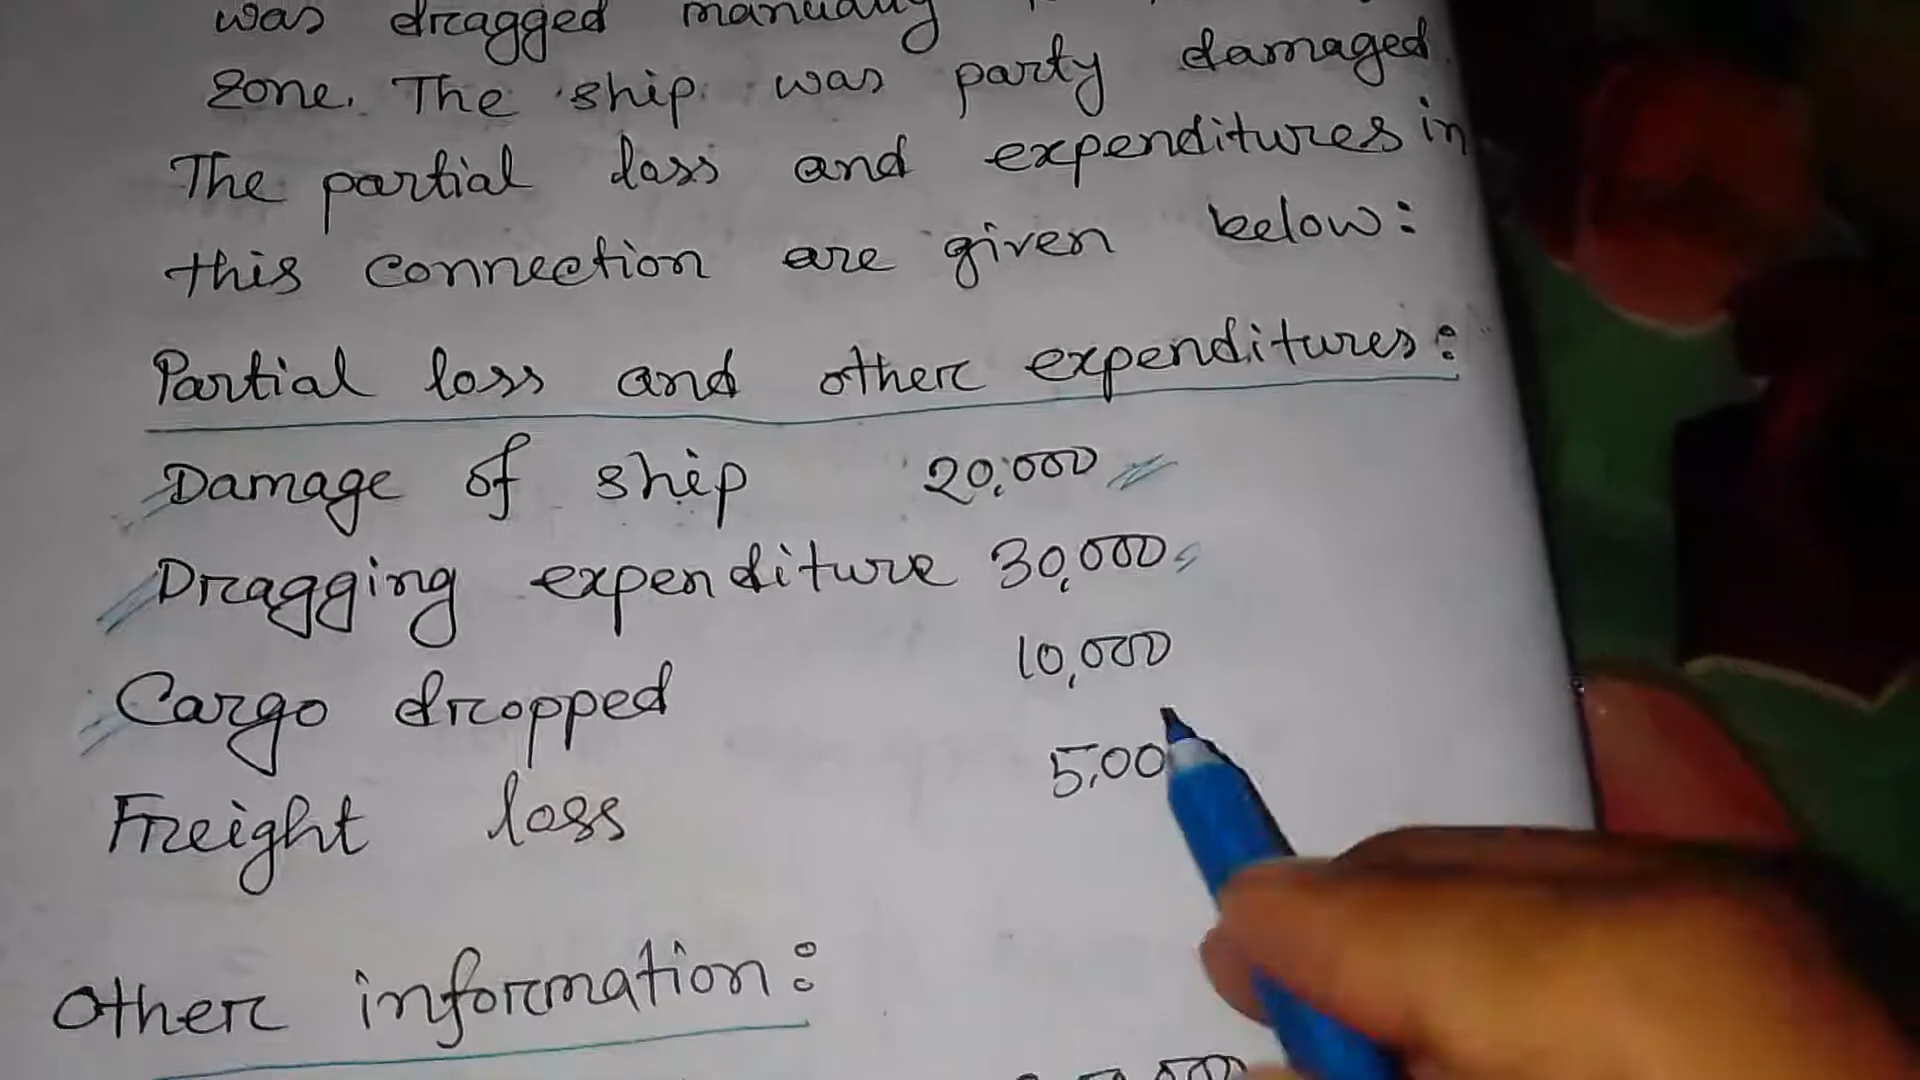 was dragged manually
zone. The ship was party damaged.
The partial loss and expenditures in
this connection are given below:
Partial loss and other expenditures:
Damage of ship 20,000
Dragging expenditure 30,000
Cargo dropped 10,000
Freight loss 5,00
Other information: